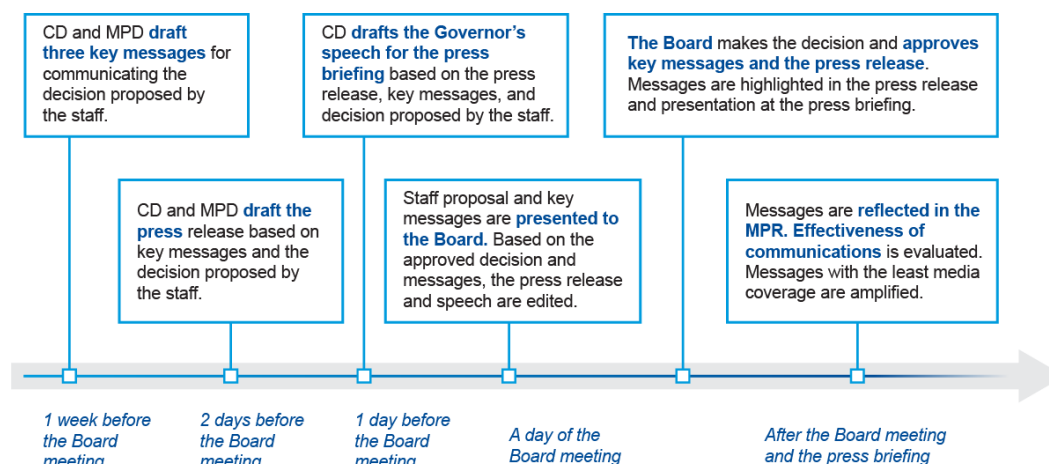 CD and MPD draft
three key messages for
communicating the
decision proposed by
the staff.
CD drafts the Governor's
speech for the press
briefing based on the press
release, key messages, and
decision proposed by the staff.
The Board makes the decision and approves
key messages and the press release.
Messages are highlighted in the press release
and presentation at the press briefing.
CD and MPD draft the
press release based on
key messages and the
decision proposed by
the staff.
Staff proposal and key
messages are presented to
the Board. Based on the
approved decision and
messages, the press release
and speech are edited.
Messages are reflected in the
MPR. Effectiveness of
communications is evaluated.
Messages with the least media
coverage are amplified.
1 week before
the Board
meeting
2 days before
the Board
meeting
1 day before
the Board
meeting
A day of the
Board meeting
After the Board meeting
and the press briefing